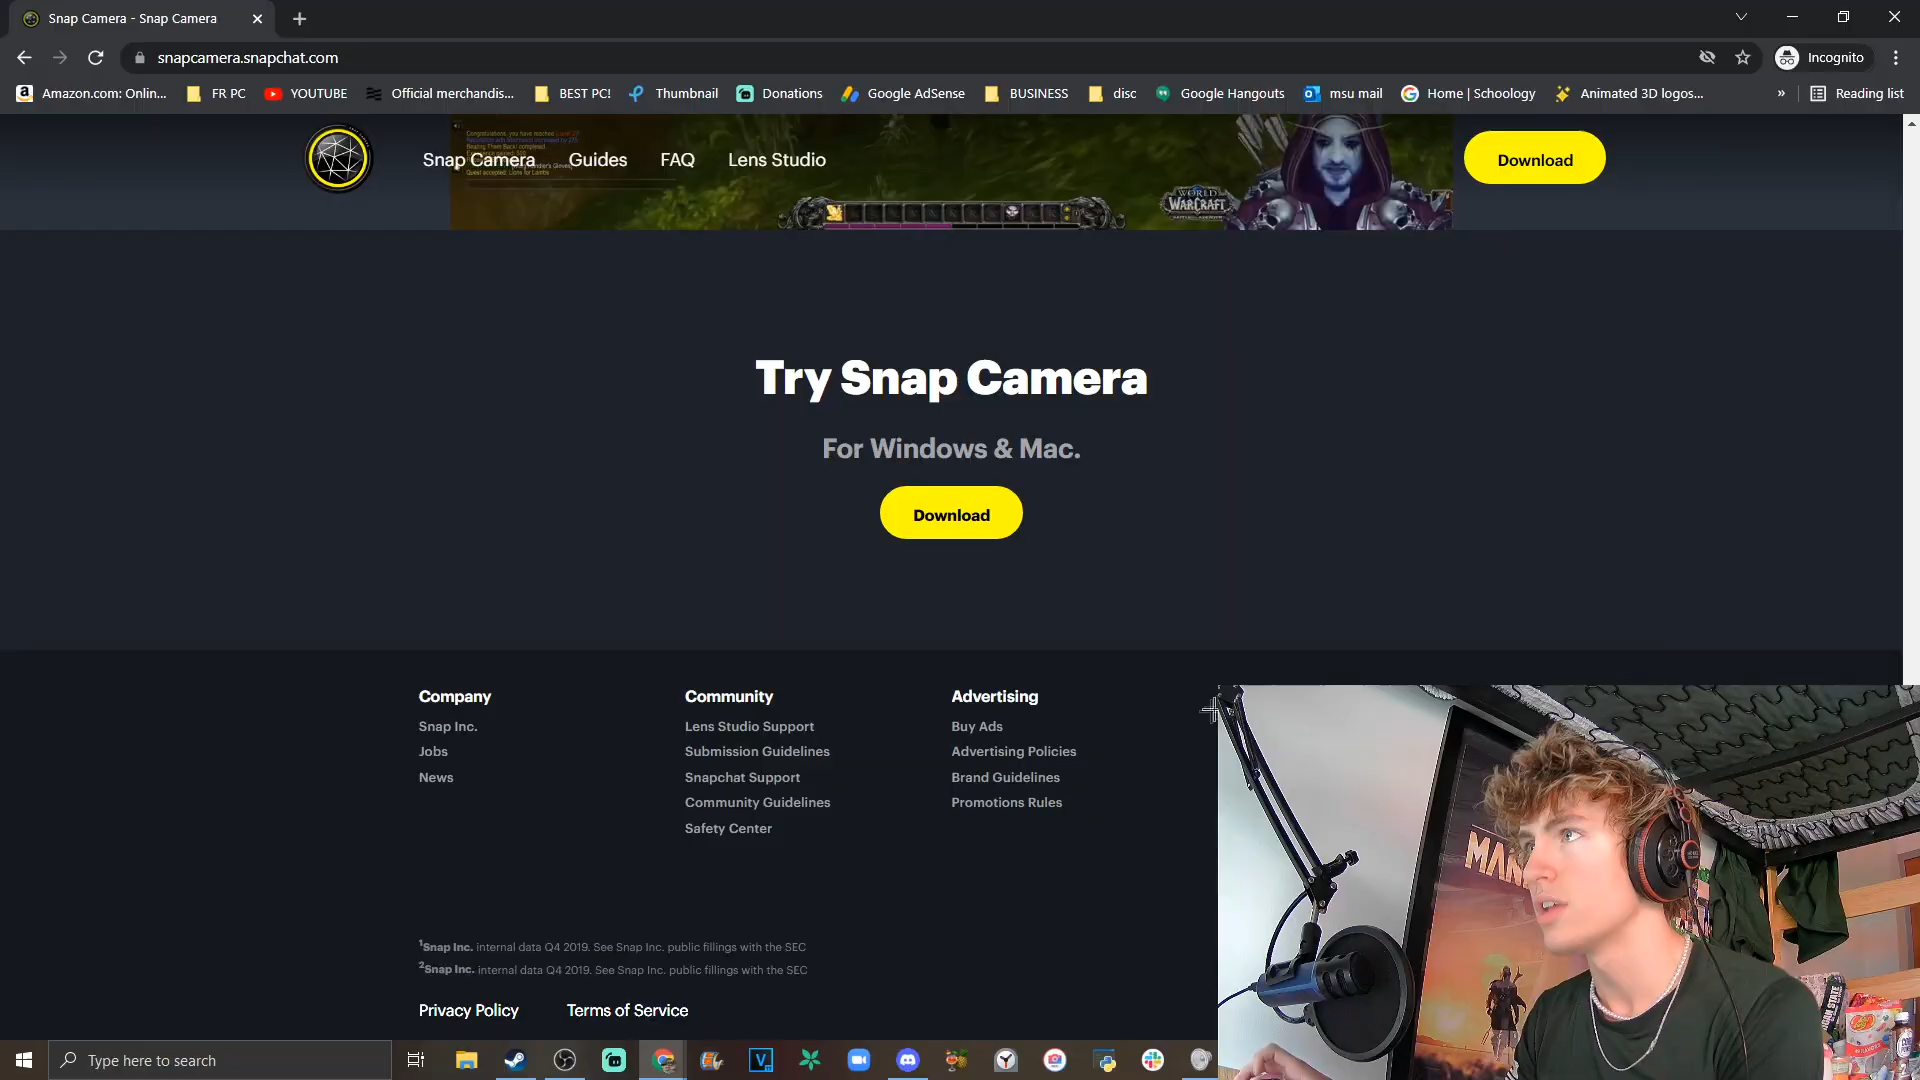 Snap Camera - Snap Camera
snapcamera.snapchat.com
Incognito
Amazon.com: Onlin...
FR PC
YOUTUBE
Official merchandis...
BEST PC!
Thumbnail
Donations
Google AdSense
BUSINESS
disc
Google Hangouts
msu mail
Home | Schoology
Animated 3D logos...
»
Reading list
Snap Camera
Guides
FAQ
Lens Studio
Download
WORLD
WARCRAFT
Try Snap Camera
For Windows & Mac.
Download
Company
Snap Inc.
Jobs
News
Community
Lens Studio Support
Submission Guidelines
Snapchat Support
Community Guidelines
Safety Center
Advertising
Buy Ads
Advertising Policies
Brand Guidelines
Promotions Rules
1Snap Inc. internal data Q4 2019. See Snap Inc. public fillings with the SEC
2Snap Inc. internal data Q4 2019. See Snap Inc. public fillings with the SEC
Privacy Policy
Terms of Service
Type here to search